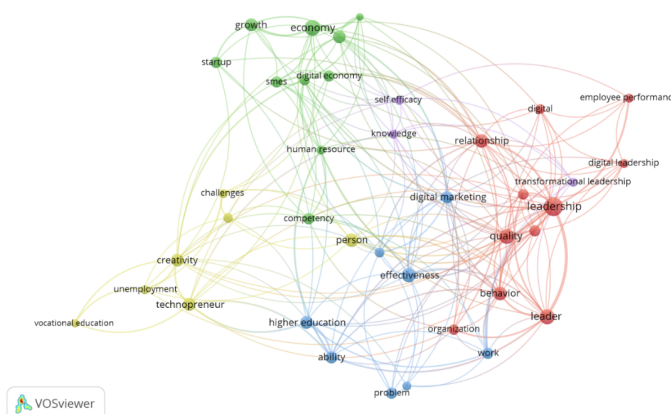 growth
economy
startup
smes
digital economy
self efficacy
employee performanc
digital
knowledge
relationship
human resource
digital leadership
transformational leadership
challenges
digital marketing
leadership
competency
person
quality
creativity
effectiveness
unemployment
behavior
technopreneur
vocational education
higher education
organization
leader
ability
work
problem
VOSviewer